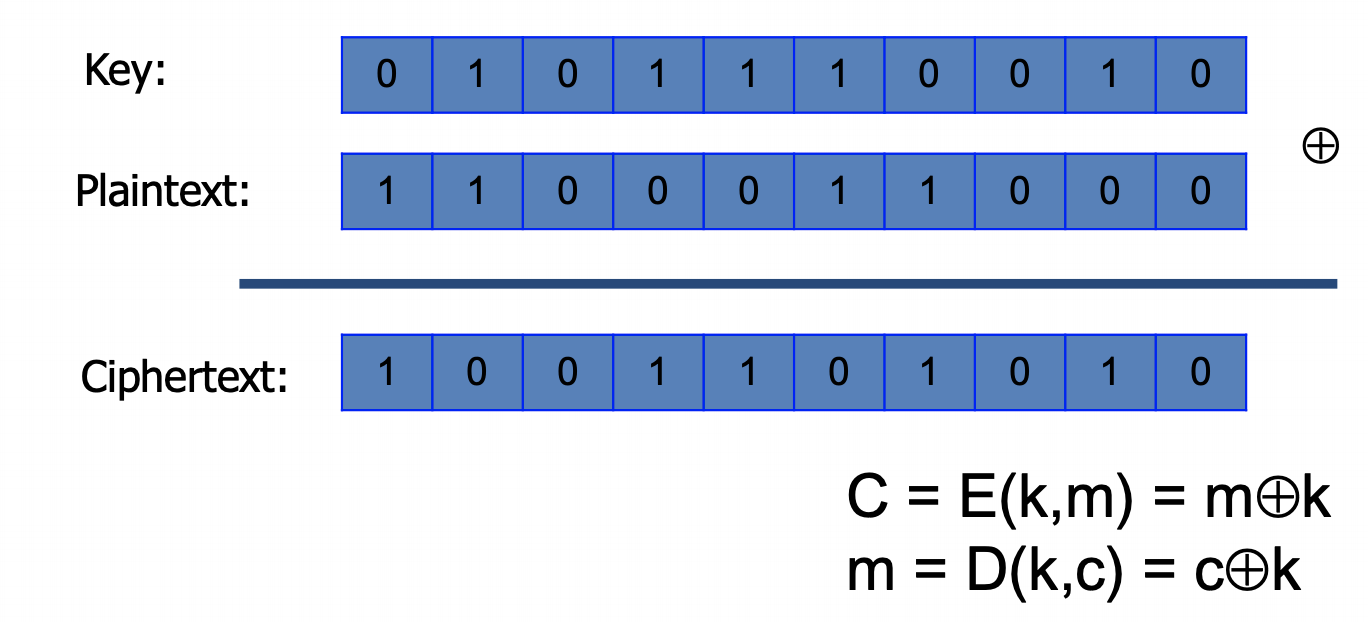 Key: 0 1 0 1 1 1 0 0 1 0
⊕
Plaintext: 1 1 0 0 0 1 1 0 0 0
Ciphertext: 1 0 0 1 1 0 1 0 1 0
C = E(k,m) = m⊕k
m = D(k,c) = c⊕k